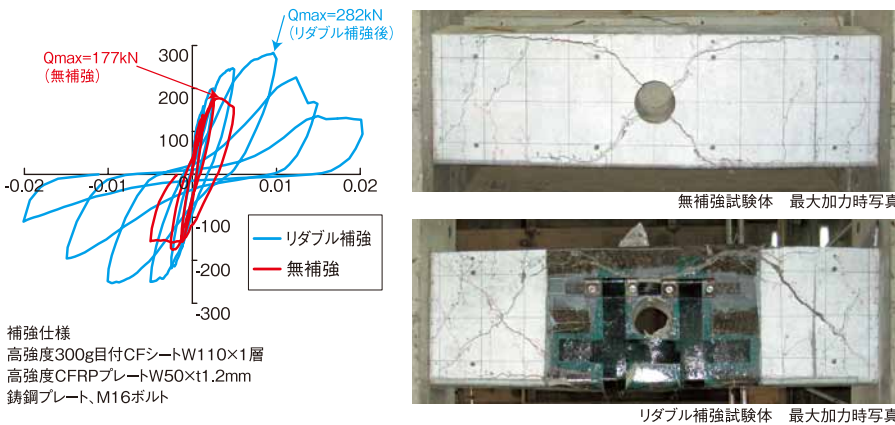 Qmax=282kN
(リダブル補強後)
Qmax=177kN
(無補強)
300
200
100
-0.02
-0.01
0
0.01
0.02
-100
-200
-300
リダブル補強
無補強
無補強試験体 最大加力時写真
補強仕様
高強度300g目付CFシートW110×1層
高強度CFRPプレートW50×t1.2mm
鋳鋼プレート、M16ボルト
リダブル補強試験体 最大加力時写真